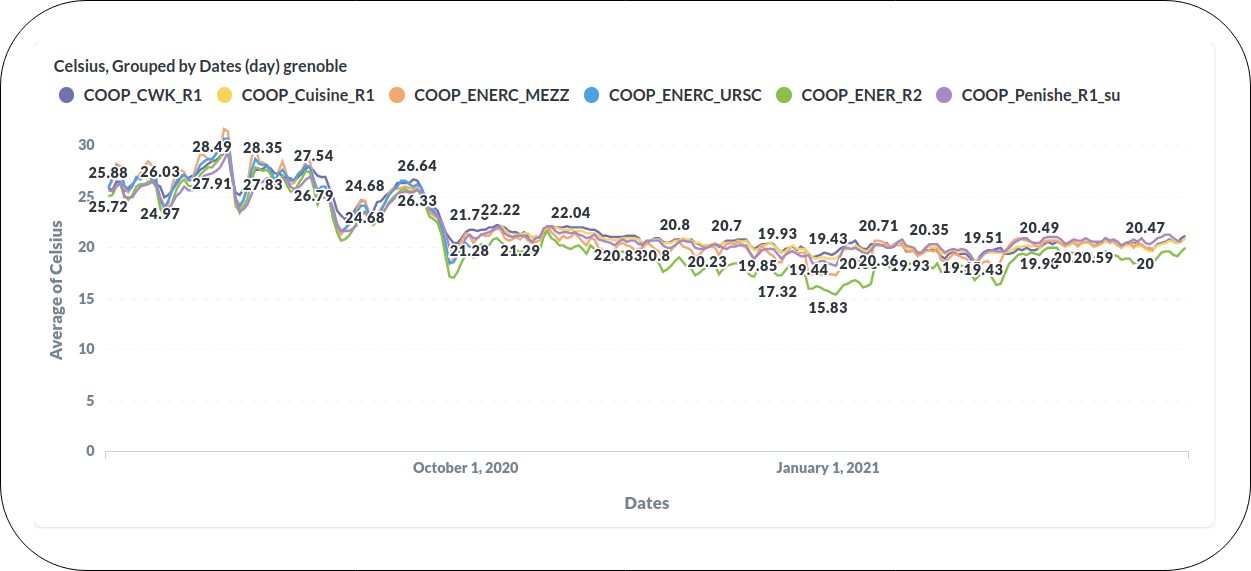 Celsius, Grouped by Dates (day) grenoble
COOP_CWK_R1 COOP_Cuisine_R1 COOP_ENERC_MEZZ COOP_ENERC_URSC COOP_ENER_R2 COOP_Penishe_R1_su
Average of Celsius
30
25
20
15
10
5
0
25.88 26.03 28.49 28.35 27.54 24.68 26.64 22.22 22.04 20.8 20.7 19.93 19.43 20.71 20.35 19.51 20.49 20.47
25.72 24.97 27.91 27.83 26.79 24.68 26.33 21.28 21.29 20.83 20.8 20.23 19.85 17.32 19.44 15.83 20.36 19.93 19.43 19.98 20.59 20
October 1, 2020 January 1, 2021
Dates